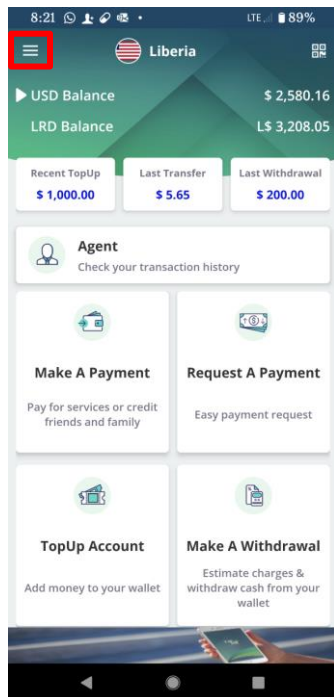 8:21 LTE 89%
Liberia
USD Balance $ 2,580.16
LRD Balance L$ 3,208.05
Recent TopUp Last Transfer Last Withdrawal
$ 1,000.00 $ 5.65 $ 200.00
Agent
Check your transaction history
Make A Payment Request A Payment
Pay for services or credit Easy payment request
friends and family
TopUp Account Make A Withdrawal
Add money to your wallet Estimate charges &
withdraw cash from your
wallet